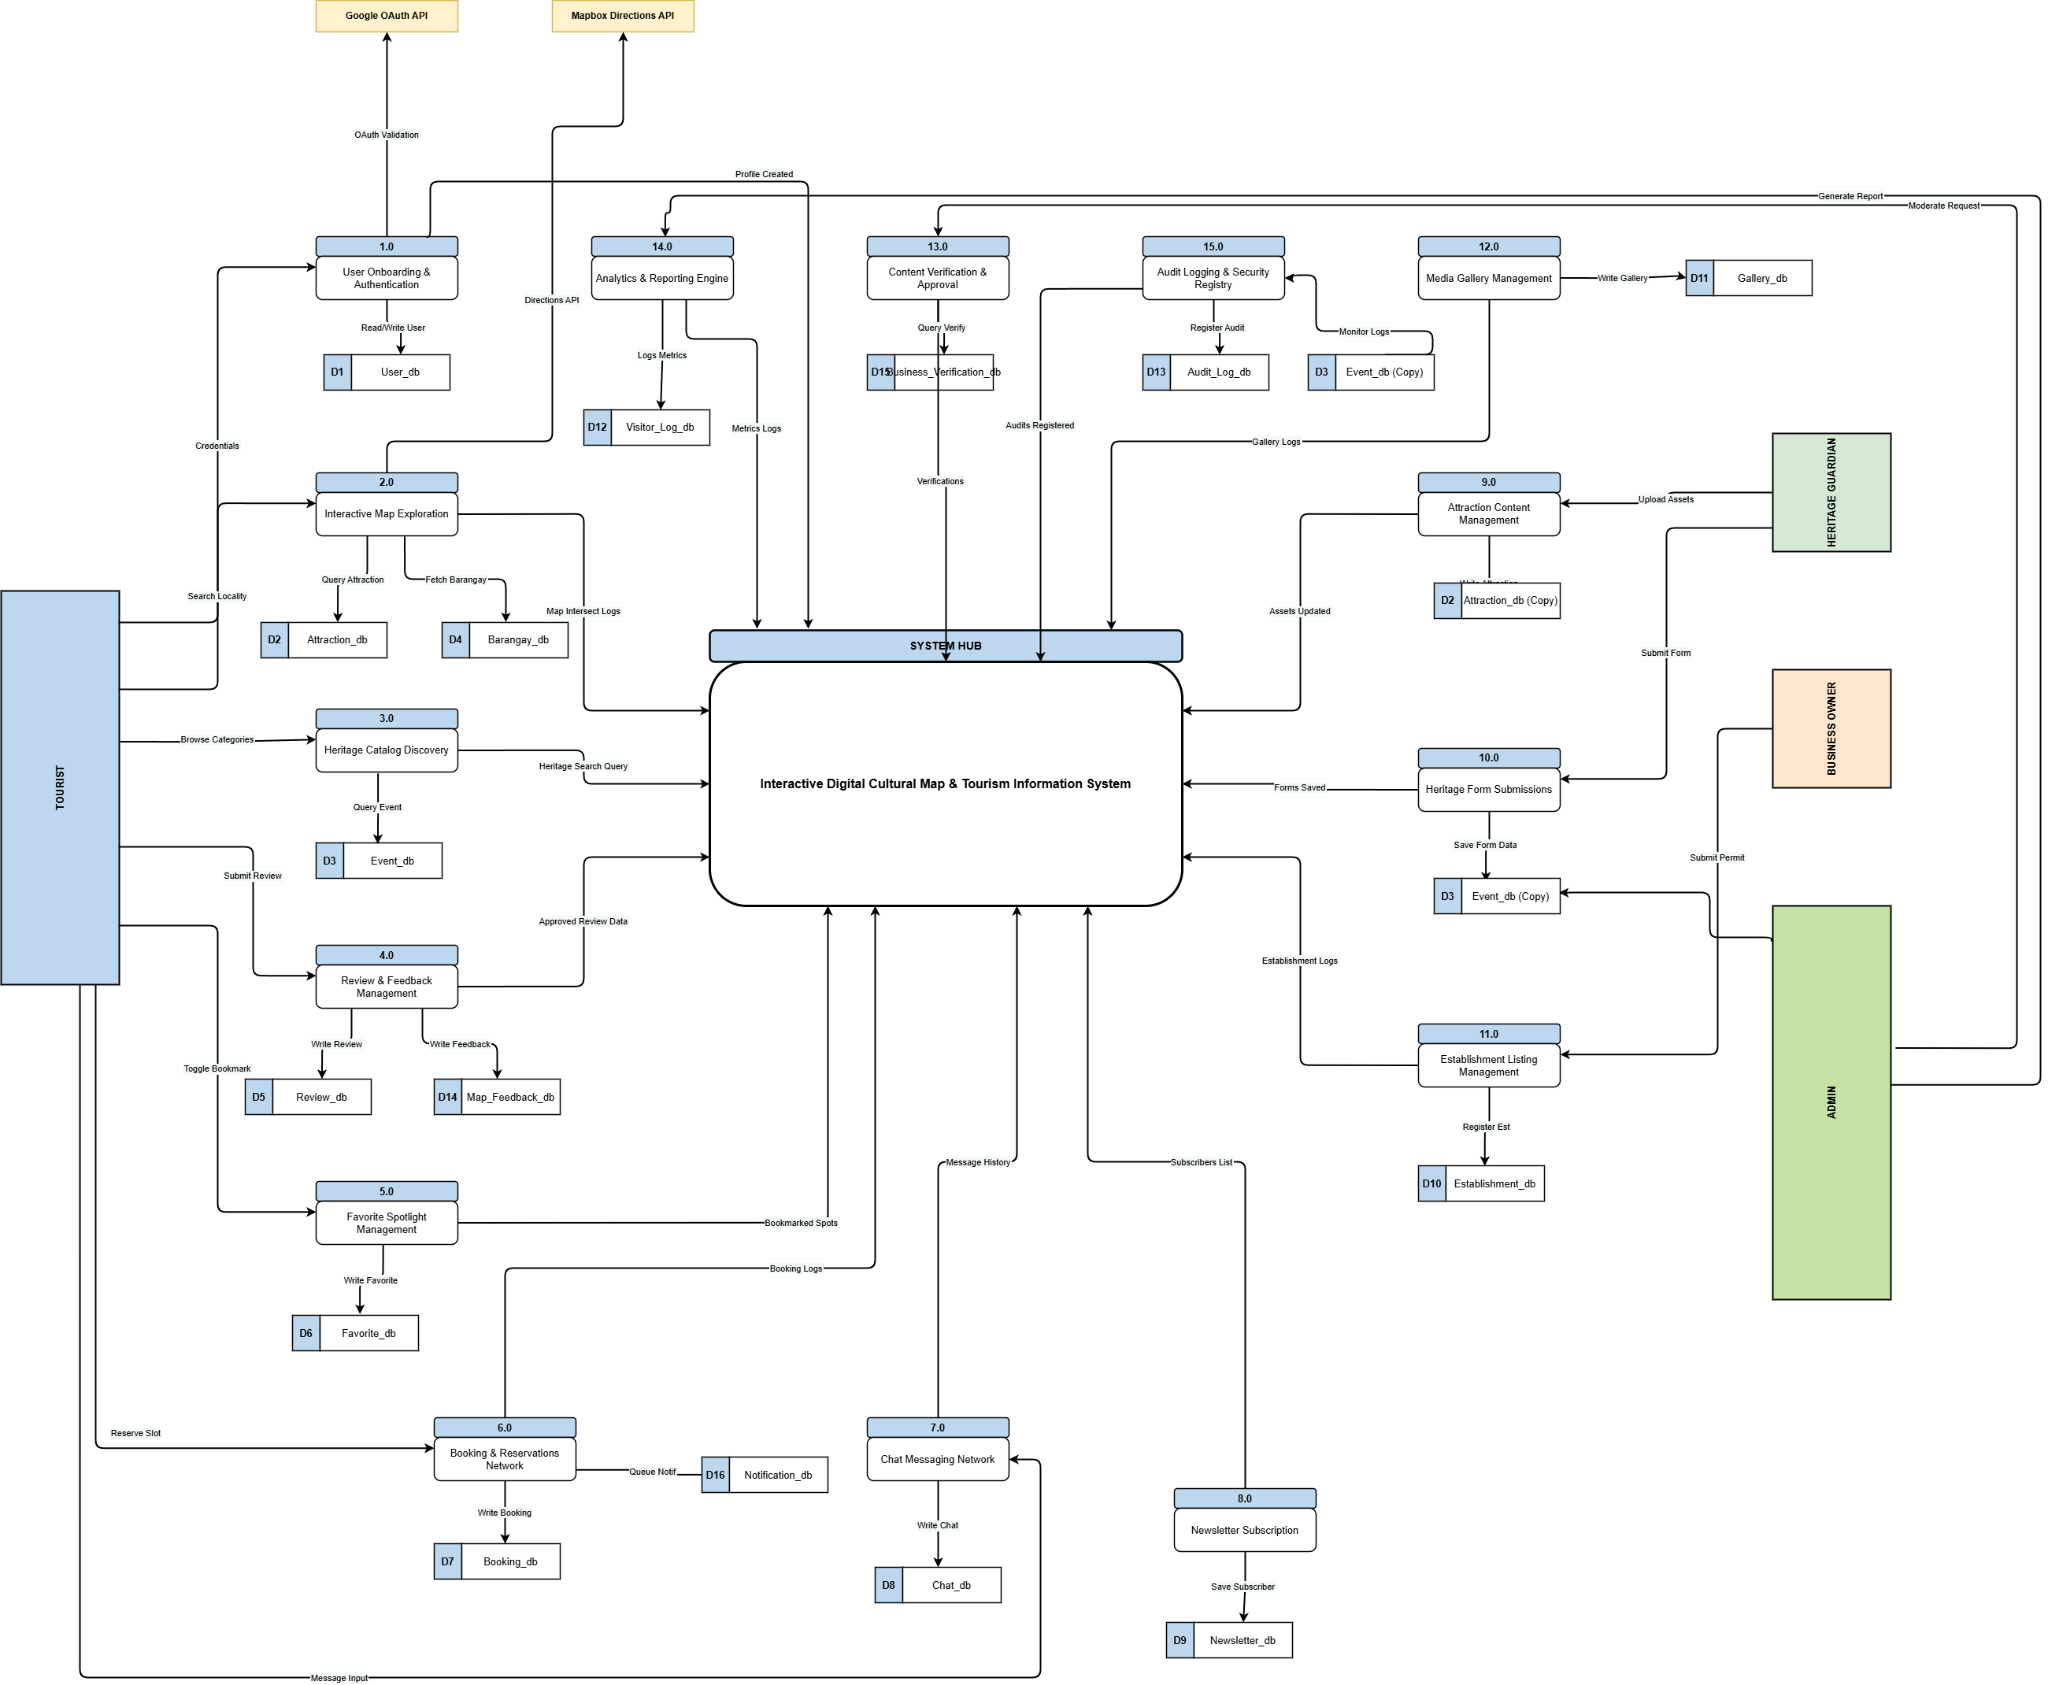 Google OAuth API
Mapbox Directions API
OAuth Validation
Profile Created
Generate Report
Moderate Request
1.0
User Onboarding &
Authentication
14.0
Analytics & Reporting Engine
13.0
Content Verification &
Approval
15.0
Audit Logging & Security
Registry
12.0
Media Gallery Management
Write Gallery
D11
Gallery_db
Directions API
Read/Write User
Logs Metrics
Query Verify
Register Audit
Monitor Logs
D1
User_db
D15
Business_Verification_db
D13
Audit_Log_db
D3
Event_db (Copy)
D12
Visitor_Log_db
Metrics Logs
Audits Registered
Gallery Logs
Credentials
Verifications
2.0
Interactive Map Exploration
9.0
Attraction Content
Management
Upload Assets
HERITAGE GUARDIAN
Query Attraction
Fetch Barangay
Write Attraction
Search Locality
D2
Attraction_db (Copy)
Map Intersect Logs
Assets Updated
D2
Attraction_db
D4
Barangay_db
SYSTEM HUB
Submit Form
3.0
Heritage Catalog Discovery
Browse Categories
Heritage Search Query
TOURIST
Interactive Digital Cultural Map & Tourism Information System
BUSINESS OWNER
10.0
Heritage Form Submissions
Forms Saved
Query Event
Save Form Data
D3
Event_db
Submit Permit
Submit Review
D3
Event_db (Copy)
Approved Review Data
4.0
Review & Feedback
Management
Establishment Logs
Write Review
Write Feedback
11.0
Establishment Listing
Management
Toggle Bookmark
D5
Review_db
D14
Map_Feedback_db
ADMIN
Register Est
Message History
Subscribers List
D10
Establishment_db
5.0
Favorite Spotlight
Management
Bookmarked Spots
Booking Logs
Write Favorite
D6
Favorite_db
Reserve Slot
6.0
Booking & Reservations
Network
Queue Notif
D16
Notification_db
7.0
Chat Messaging Network
8.0
Newsletter Subscription
Write Booking
Write Chat
D7
Booking_db
D8
Chat_db
Save Subscriber
D9
Newsletter_db
Message Input